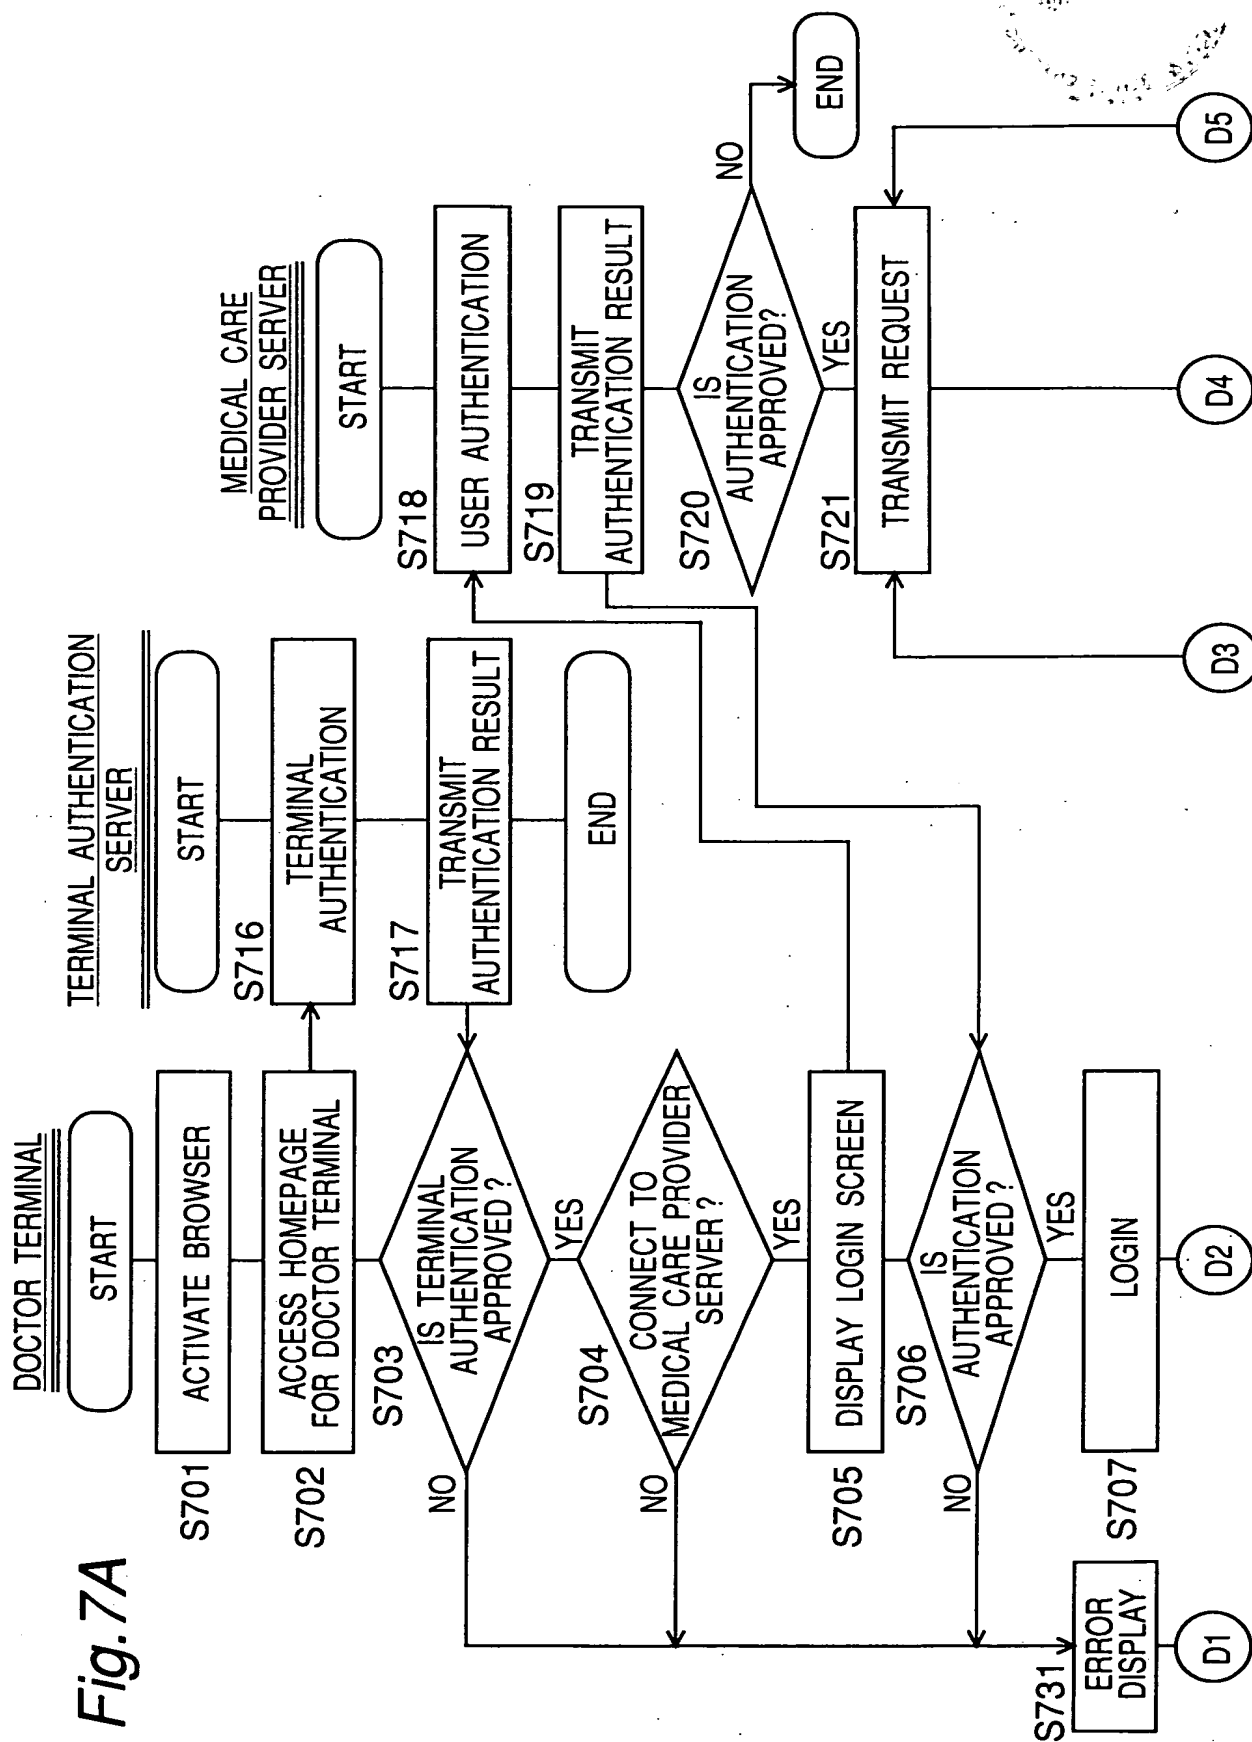 Fig.7A
DOCTOR TERMINAL
START
S701
ACTIVATE BROWSER
S702
ACCESS HOMEPAGE
FOR DOCTOR TERMINAL
S703
IS TERMINAL
AUTHENTICATION
APPROVED?
NO
YES
S704
CONNECT TO
MEDICAL CARE PROVIDER
SERVER?
NO
YES
S705
DISPLAY LOGIN SCREEN
S706
IS
AUTHENTICATION
APPROVED?
NO
YES
S707
LOGIN
S731
ERROR
DISPLAY
D1
D2
TERMINAL AUTHENTICATION
SERVER
START
S716
TERMINAL
AUTHENTICATION
S717
TRANSMIT
AUTHENTICATION RESULT
END
MEDICAL CARE
PROVIDER SERVER
START
S718
USER AUTHENTICATION
S719
TRANSMIT
AUTHENTICATION RESULT
S720
IS
AUTHENTICATION
APPROVED?
NO
END
YES
S721
TRANSMIT REQUEST
D3
D4
D5